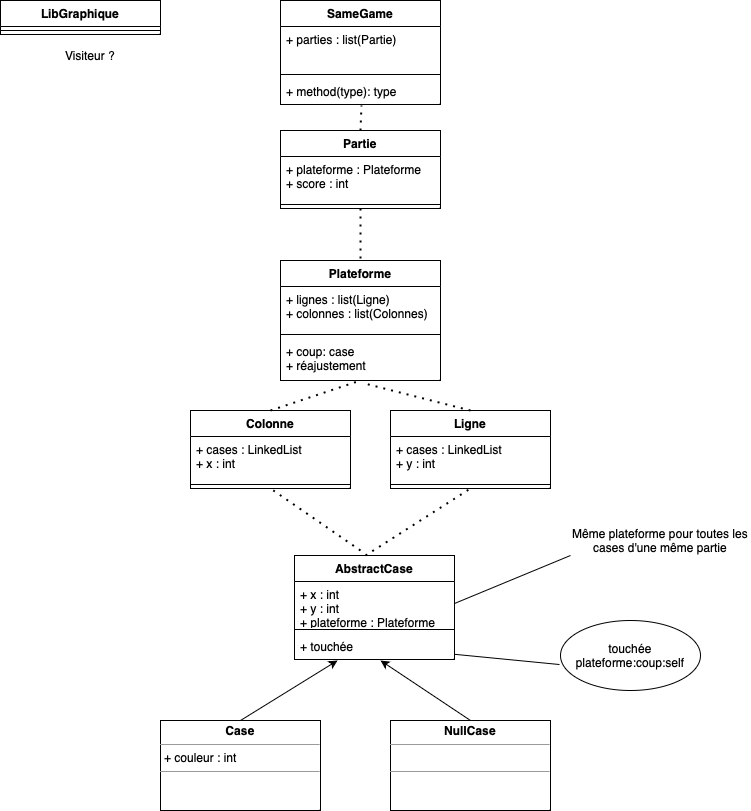 LibGraphique
Visiteur ?
SameGame
+ parties : list(Partie)
+ method(type): type
Partie
+ plateforme : Plateforme
+ score : int
Plateforme
+ lignes : list(Ligne)
+ colonnes : list(Colonnes)
+ coup: case
+ réajustement
Colonne
+ cases : LinkedList
+ x : int
Ligne
+ cases : LinkedList
+ y : int
AbstractCase
+ x : int
+ y : int
+ plateforme : Plateforme
+ touchée
Même plateforme pour toutes les
cases d'une même partie
touchée
plateforme:coup:self
Case
+ couleur : int
NullCase